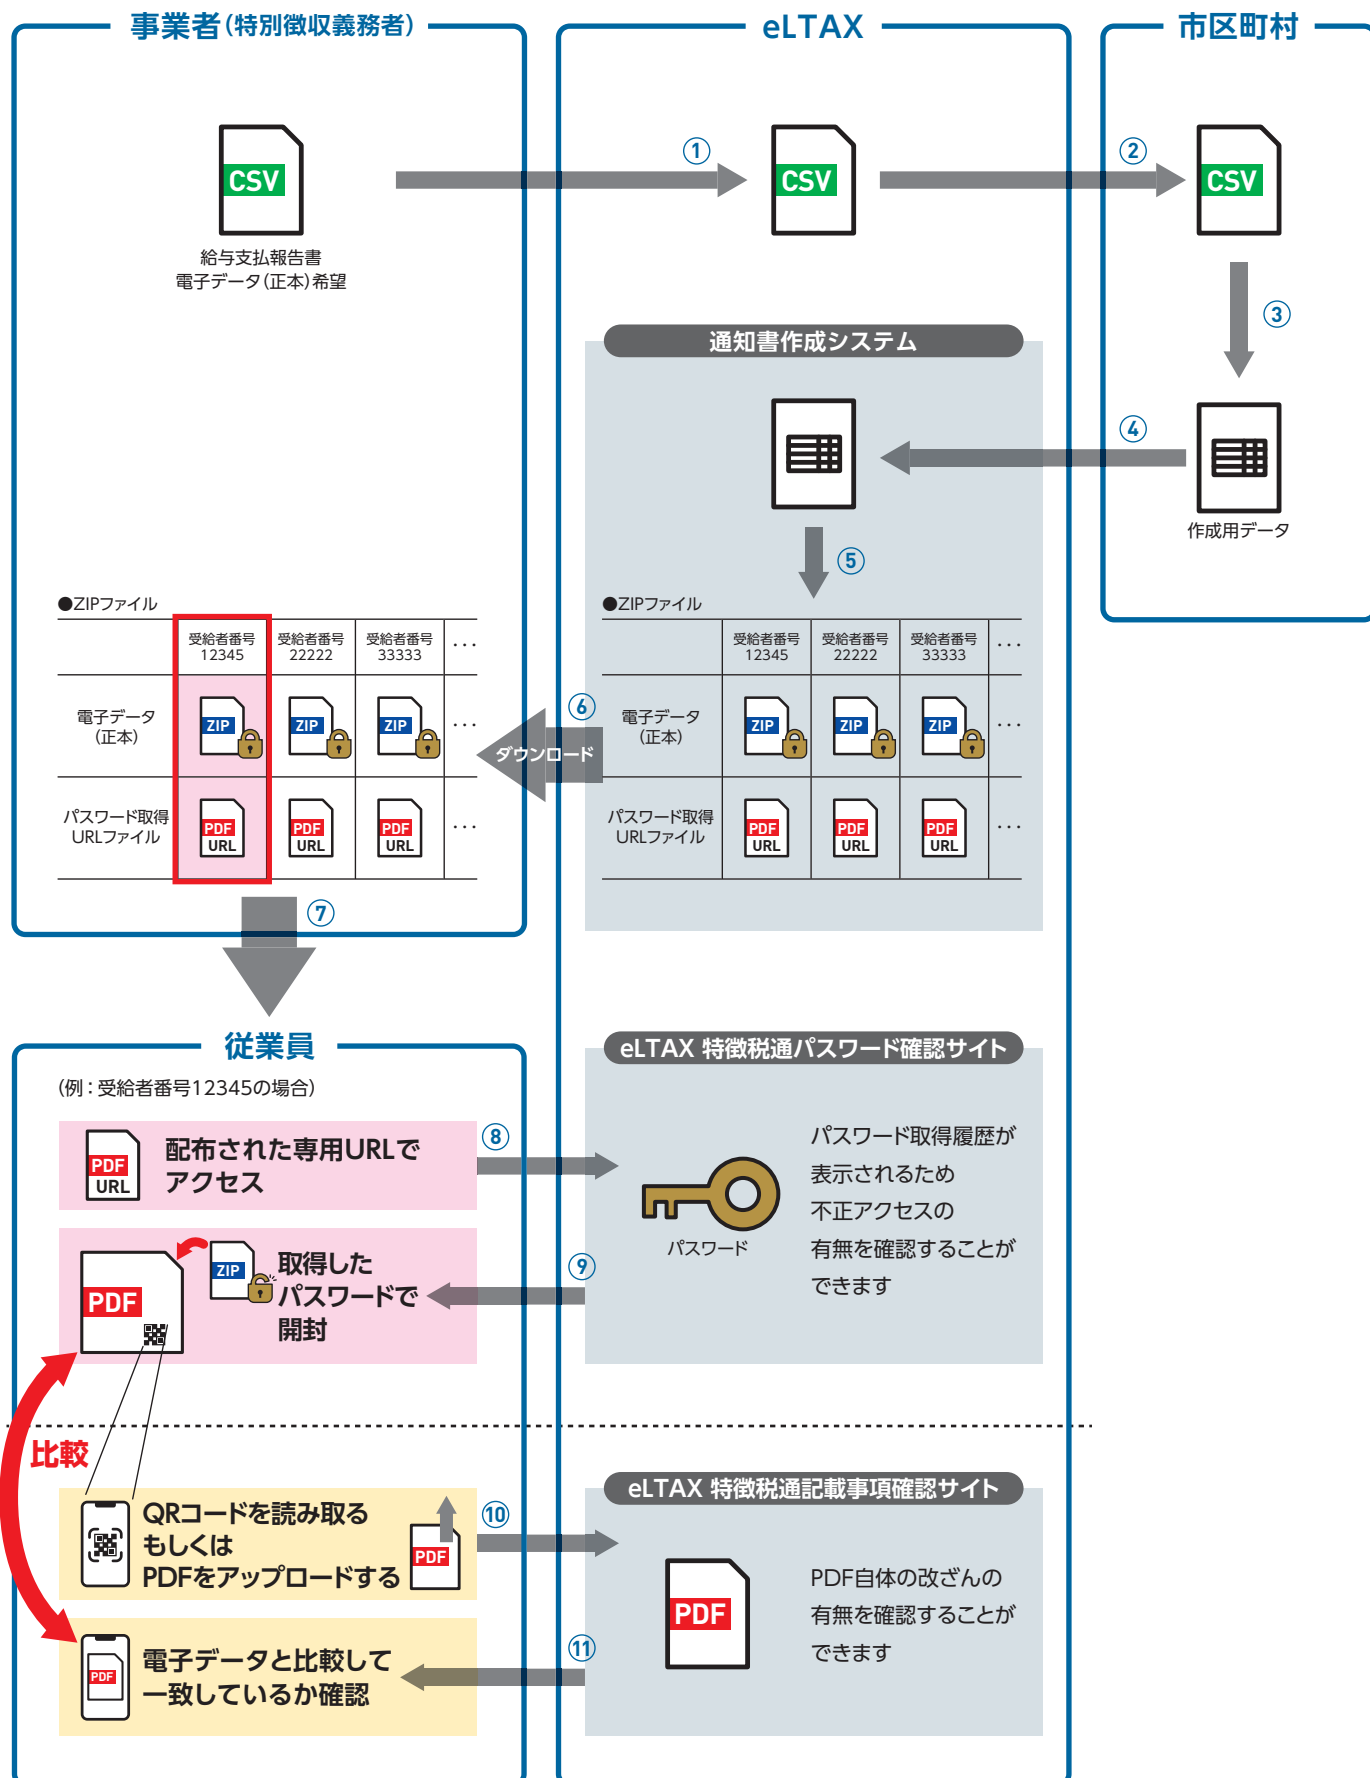 事業者(特別徴収義務者)
eLTAX
市区町村
CSV
①
CSV
②
CSV
給与支払報告書
電子データ(正本)希望
③
通知書作成システム
④
作成用データ
⑤
●ZIPファイル
受給者番号
12345
受給者番号
22222
受給者番号
33333
・・・
電子データ
(正本)
ZIP
ZIP
ZIP
・・・
パスワード取得
URLファイル
PDF
URL
PDF
URL
PDF
URL
・・・
⑥
ダウンロード
●ZIPファイル
受給者番号
12345
受給者番号
22222
受給者番号
33333
・・・
電子データ
(正本)
ZIP
ZIP
ZIP
・・・
パスワード取得
URLファイル
PDF
URL
PDF
URL
PDF
URL
・・・
⑦
従業員
(例：受給者番号12345の場合)
PDF
URL
配布された専用URLで
アクセス
⑧
eLTAX 特徴税通パスワード確認サイト
パスワード
パスワード取得履歴が
表示されるため
不正アクセスの
有無を確認することが
できます
PDF
ZIP
取得した
パスワードで
開封
⑨
比較
QRコードを読み取る
もしくは
PDFをアップロードする
PDF
⑩
eLTAX 特徴税通記載事項確認サイト
PDF
PDF自体の改ざんの
有無を確認することが
できます
PDF
電子データと比較して
一致しているか確認
⑪